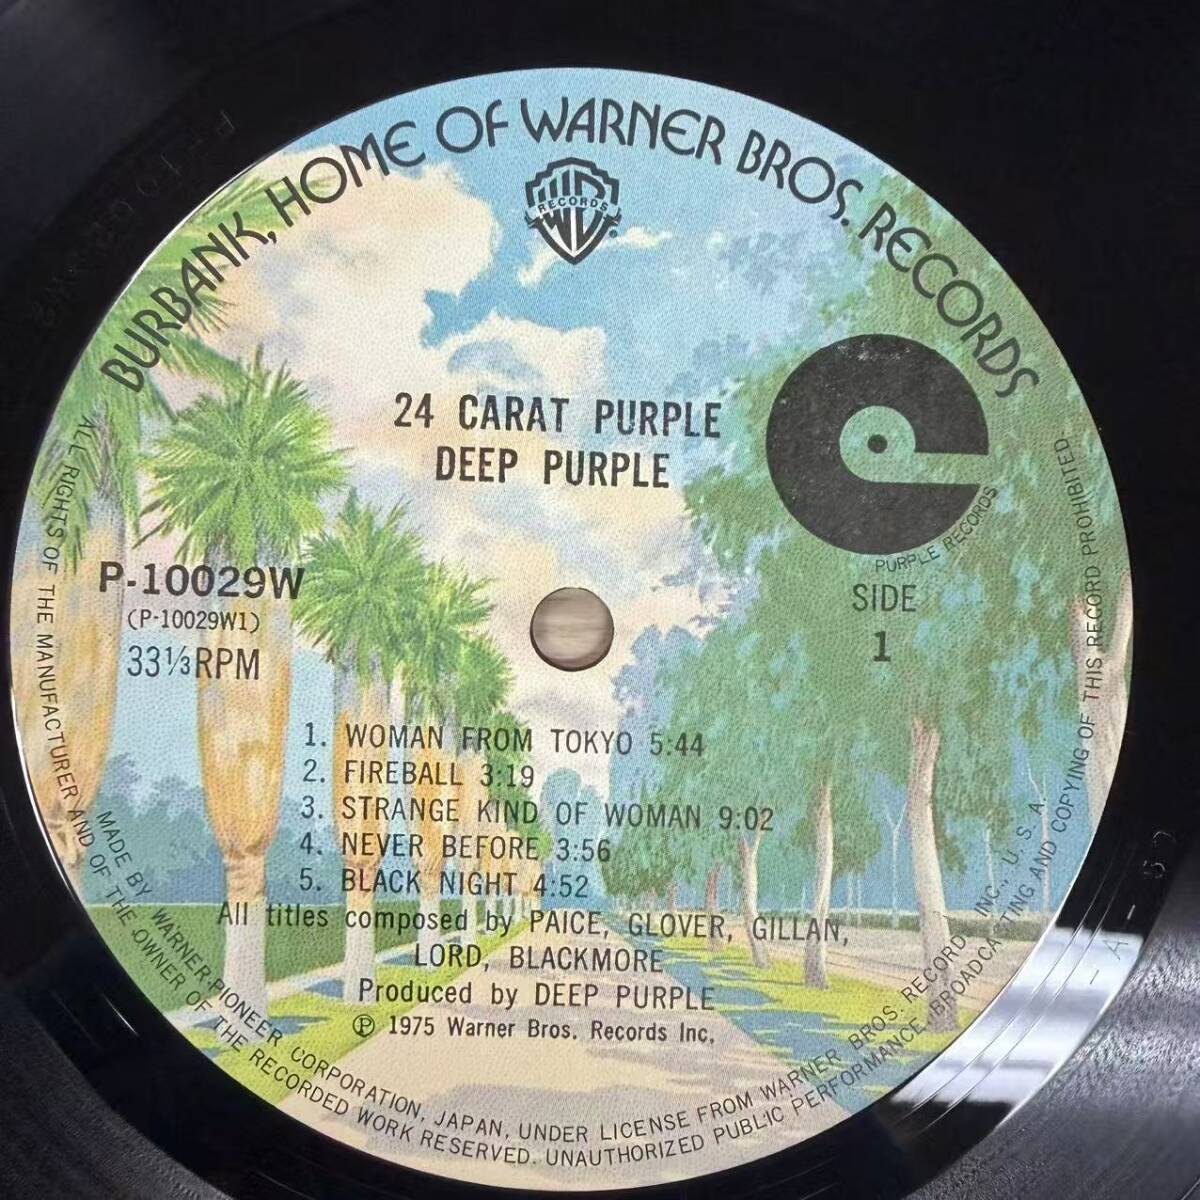 BURBANK, HOME OF WARNER BROS. RECORDS
WB
RECORDS
®
24 CARAT PURPLE
DEEP PURPLE
PURPLE RECORDS
P-10029W
(P-10029W1)
33⅓RPM
SIDE
1
1. WOMAN FROM TOKYO 5:44
2. FIREBALL 3:19
3. STRANGE KIND OF WOMAN 9:02
4. NEVER BEFORE 3:56
5. BLACK NIGHT 4:52
All titles composed by PAICE, GLOVER, GILLAN,
LORD, BLACKMORE
Produced by DEEP PURPLE
Ⓟ 1975 Warner Bros. Records Inc.
MADE BY WARNER-PIONEER CORPORATION, JAPAN, UNDER LICENSE FROM WARNER BROS. RECORD INC., U.S.A.
ALL RIGHTS OF THE MANUFACTURER AND OF THE OWNER OF THE RECORDED WORK RESERVED. UNAUTHORIZED PUBLIC PERFORMANCE, BROADCASTING AND COPYING OF THIS RECORD PROHIBITED